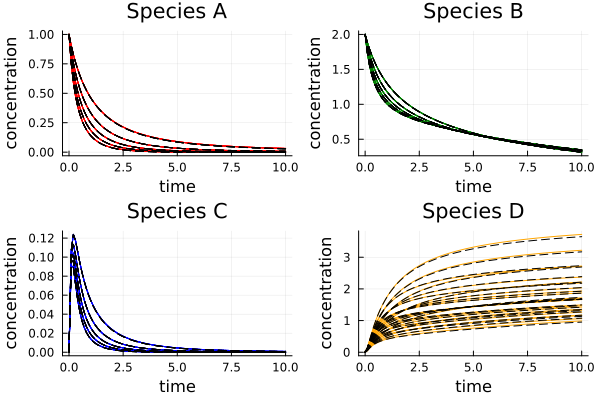 Species A
concentration
1.00
0.75
0.50
0.25
0.00
0.0 2.5 5.0 7.5 10.0
time
Species B
concentration
2.0
1.5
1.0
0.5
0.0 2.5 5.0 7.5 10.0
time
Species C
concentration
0.12
0.10
0.08
0.06
0.04
0.02
0.00
0.0 2.5 5.0 7.5 10.0
time
Species D
concentration
3
2
1
0
0.0 2.5 5.0 7.5 10.0
time